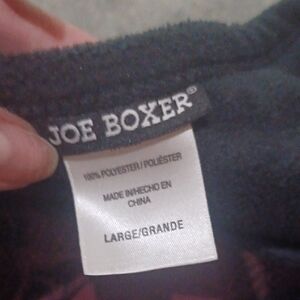 JOE BOXER®
100% POLYESTER/POLIÉSTER
MADE IN/HECHO EN
CHINA
LARGE/GRANDE